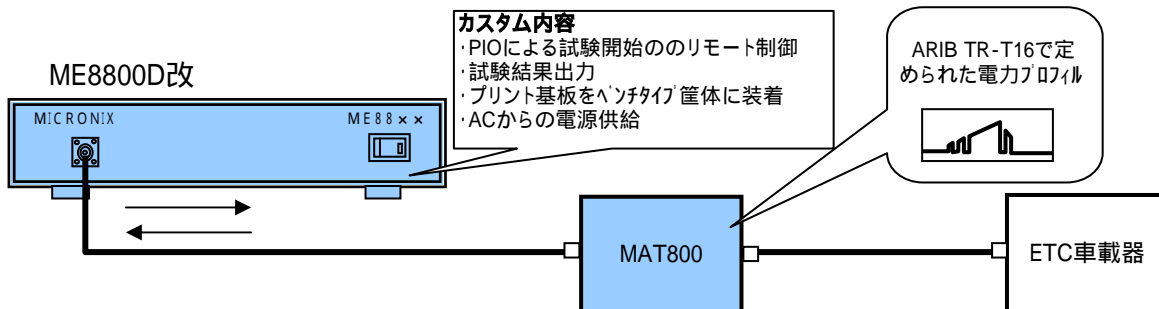 カスタム内容
・PIOによる試験開始ののリモート制御
・試験結果出力
・プリント基板をﾍﾞﾝﾁﾀｲﾌﾟ筐体に装着
・ACからの電源供給
ARIB TR-T16で定
められた電力ﾌﾟﾛﾌｨﾙ
ME8800D改
MICRONIX
ME88××
MAT800
ETC車載器